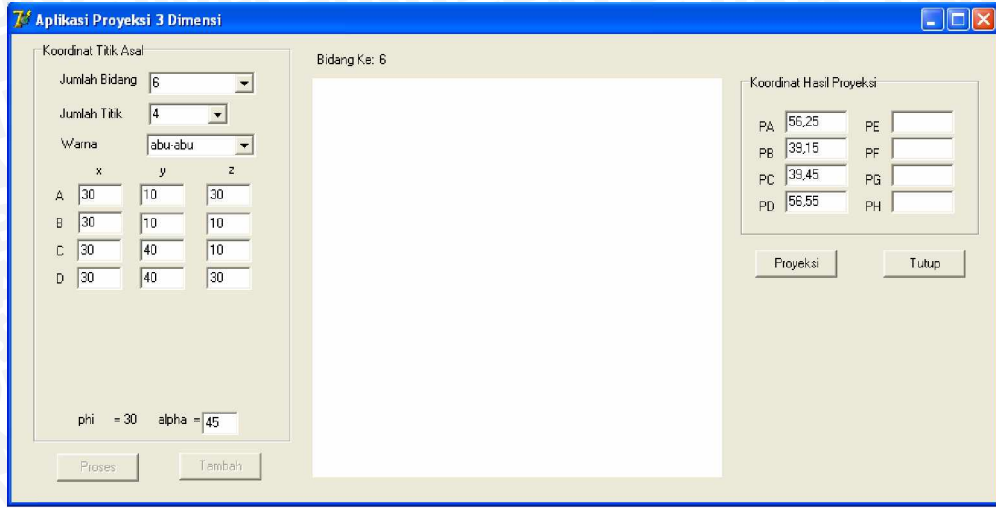 Aplikasi Proyeksi 3 Dimensi
Koordinat Titik Asal
Jumlah Bidang 6
Jumlah Titik 4
Warna abu-abu
x y z
A 30 10 30
B 30 10 10
C 30 40 10
D 30 40 30
phi = 30 alpha = 45
Proses Tambah
Bidang Ke: 6
Koordinat Hasil Proyeksi
PA 56,25 PE
PB 39,15 PF
PC 39,45 PG
PD 56,55 PH
Proyeksi Tutup